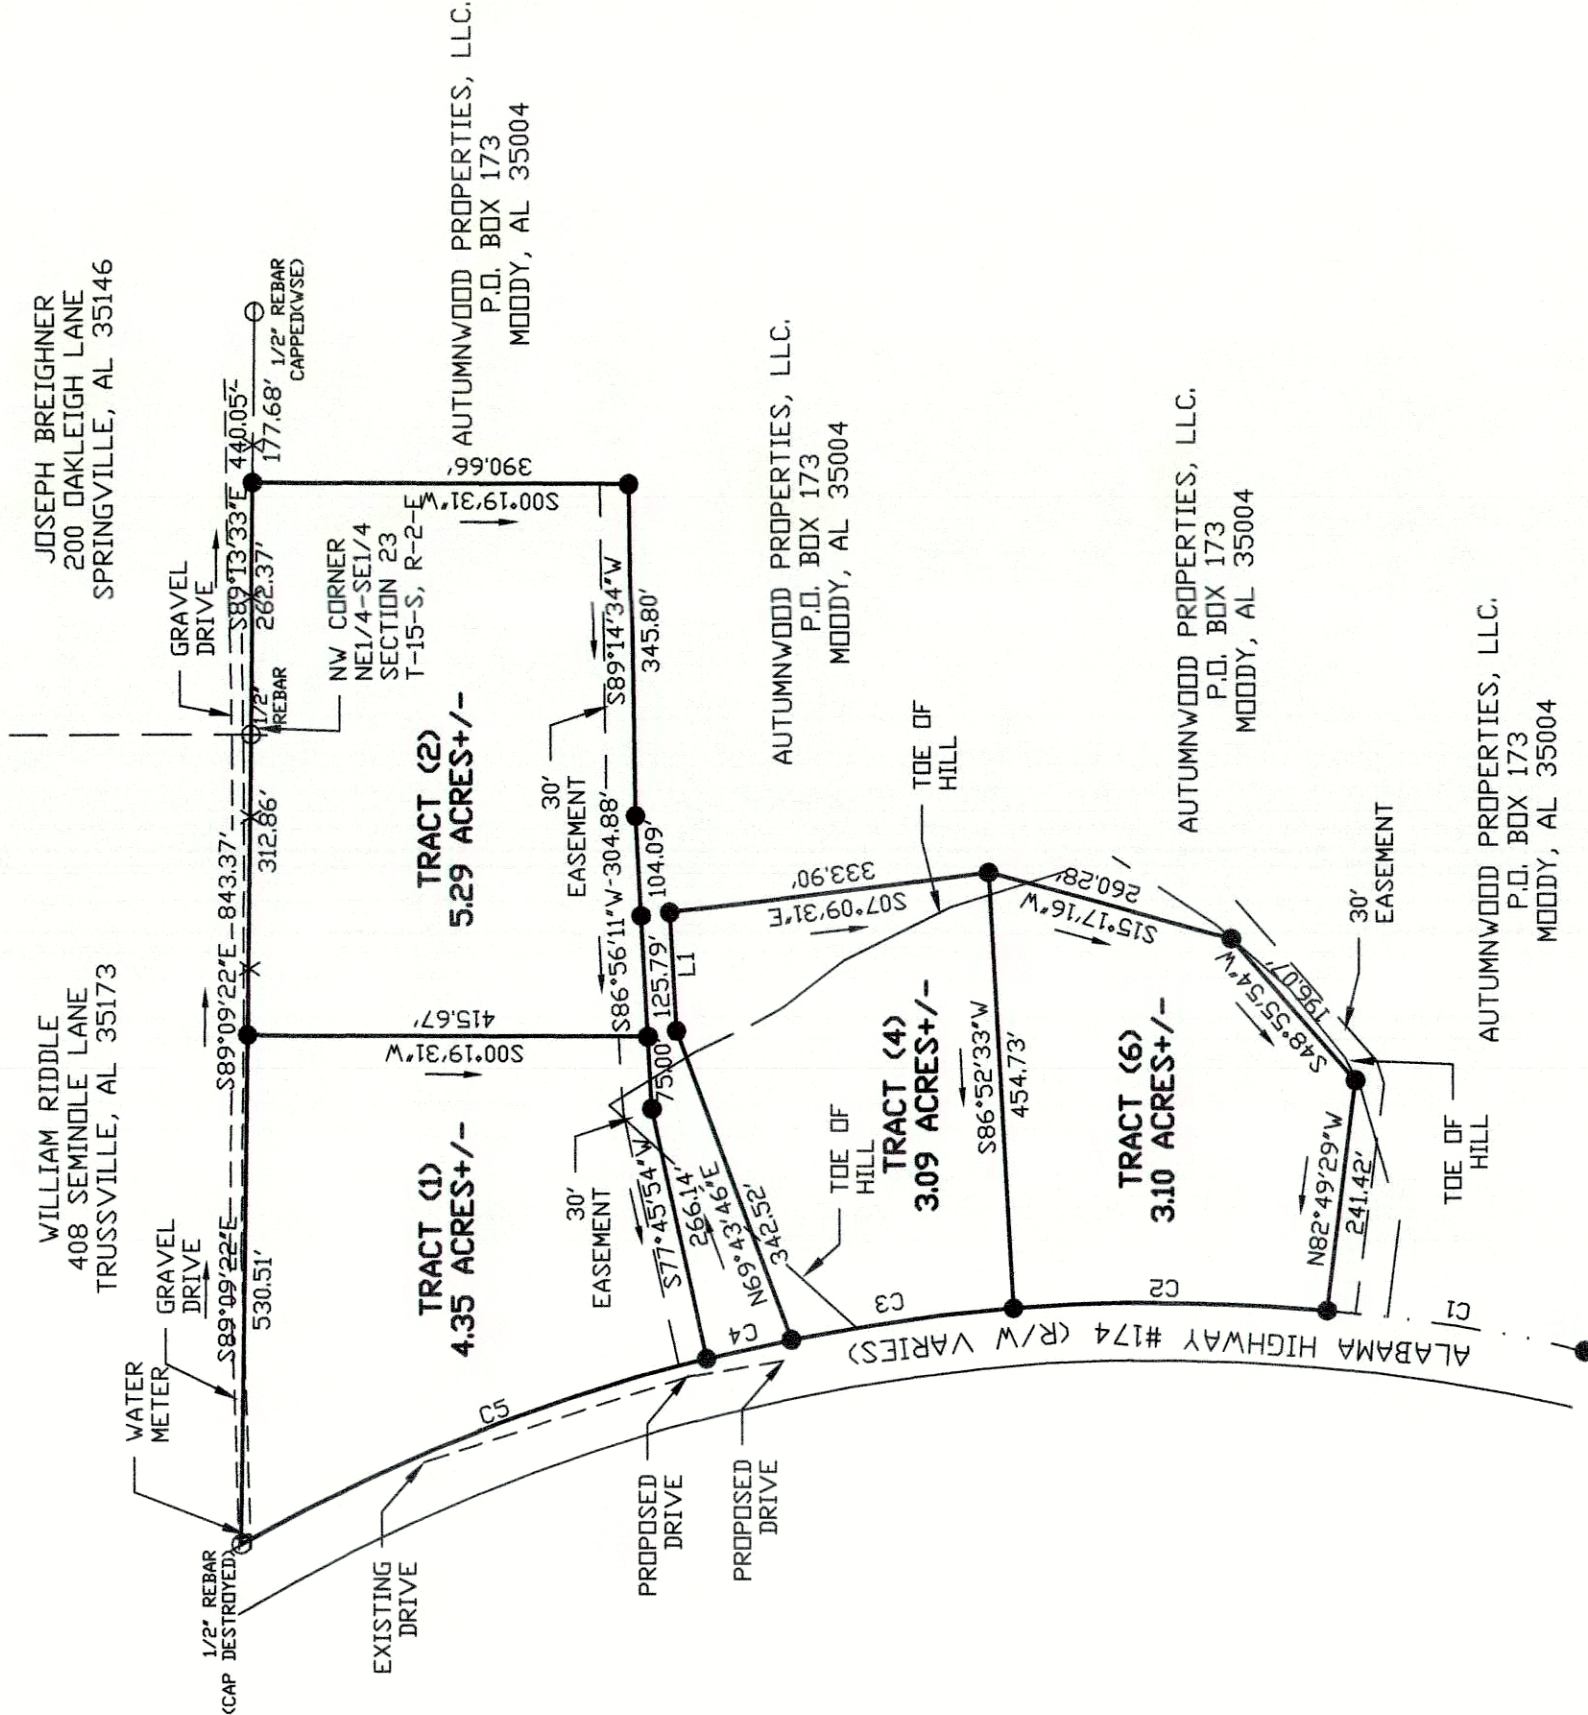 JOSEPH BREIGHNER
200 OAKLEIGH LANE
SPRINGVILLE, AL 35146
WILLIAM RIDDLE
408 SEMINOLE LANE
TRUSSVILLE, AL 35173
WATER
METER
GRAVEL
DRIVE
GRAVEL
DRIVE
1/2" REBAR
(CAP DESTROYED)
S89°09'22"E
530.51'
S89°09'22"E - 843.37'
312.86'
1/2"
REBAR
S89°13'33"E 440.05'
262.37'
177.68'
1/2" REBAR
CAPPED(WSE)
NW CORNER
NE1/4-SE1/4
SECTION 23
T-15-S, R-2-E
TRACT (1)
4.35 ACRES+/-
S00°19'31"W
415.67'
TRACT (2)
5.29 ACRES+/-
S00°19'31"W
390.66'
AUTUMNWOOD PROPERTIES, LLC.
P.O. BOX 173
MOODY, AL 35004
30'
EASEMENT
S89°14'34"W
345.80'
S86°56'11"W-304.88'
104.09'
125.79'
75.00'
L1
30'
EASEMENT
S77°45'54"W
266.14'
N69°43'46"E
342.52'
C5
C4
EXISTING
DRIVE
PROPOSED
DRIVE
PROPOSED
DRIVE
AUTUMNWOOD PROPERTIES, LLC.
P.O. BOX 173
MOODY, AL 35004
S07°09'31"E
333.90'
TOE OF
HILL
TOE OF
HILL
TRACT (4)
3.09 ACRES+/-
S86°52'33"W
454.73'
C3
ALABAMA HIGHWAY #174 (R/W VARIES)
TRACT (6)
3.10 ACRES+/-
S15°17'16"W
260.28'
AUTUMNWOOD PROPERTIES, LLC.
P.O. BOX 173
MOODY, AL 35004
C2
S48°55'54"W
196.07'
N82°49'29"W
241.42'
30'
EASEMENT
TOE OF
HILL
C1
AUTUMNWOOD PROPERTIES, LLC.
P.O. BOX 173
MOODY, AL 35004